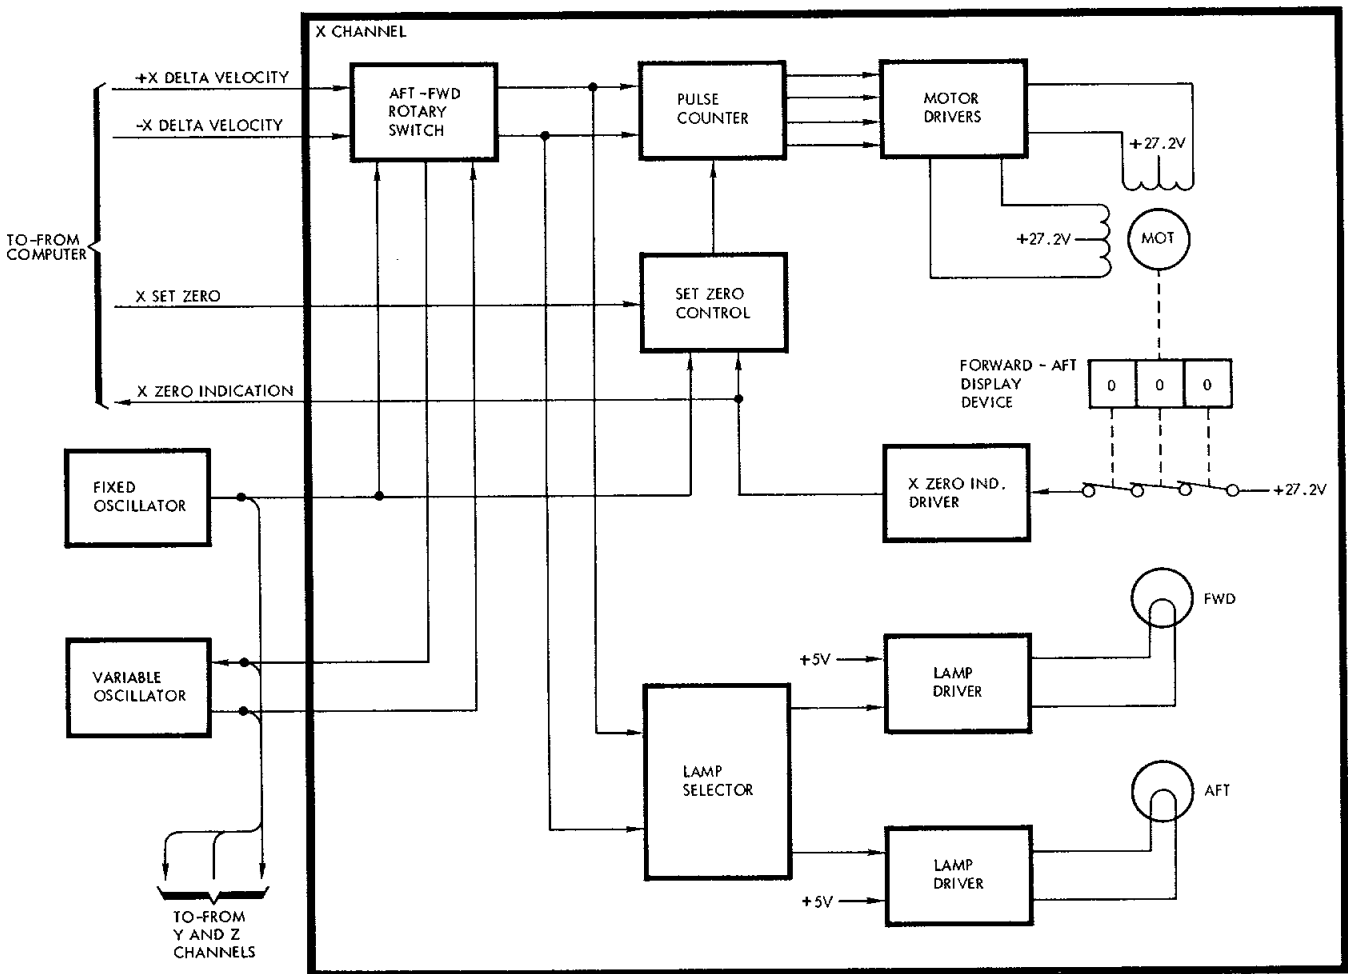 X CHANNEL
+X DELTA VELOCITY
-X DELTA VELOCITY
AFT-FWD
ROTARY
SWITCH
PULSE
COUNTER
MOTOR
DRIVERS
+27.2V
+27.2V
MOT
TO-FROM
COMPUTER
X SET ZERO
SET ZERO
CONTROL
X ZERO INDICATION
FORWARD - AFT
DISPLAY
DEVICE
0 0 0
FIXED
OSCILLATOR
X ZERO IND.
DRIVER
+27.2V
FWD
VARIABLE
OSCILLATOR
+5V
LAMP
DRIVER
LAMP
SELECTOR
AFT
LAMP
DRIVER
+5V
TO-FROM
Y AND Z
CHANNELS